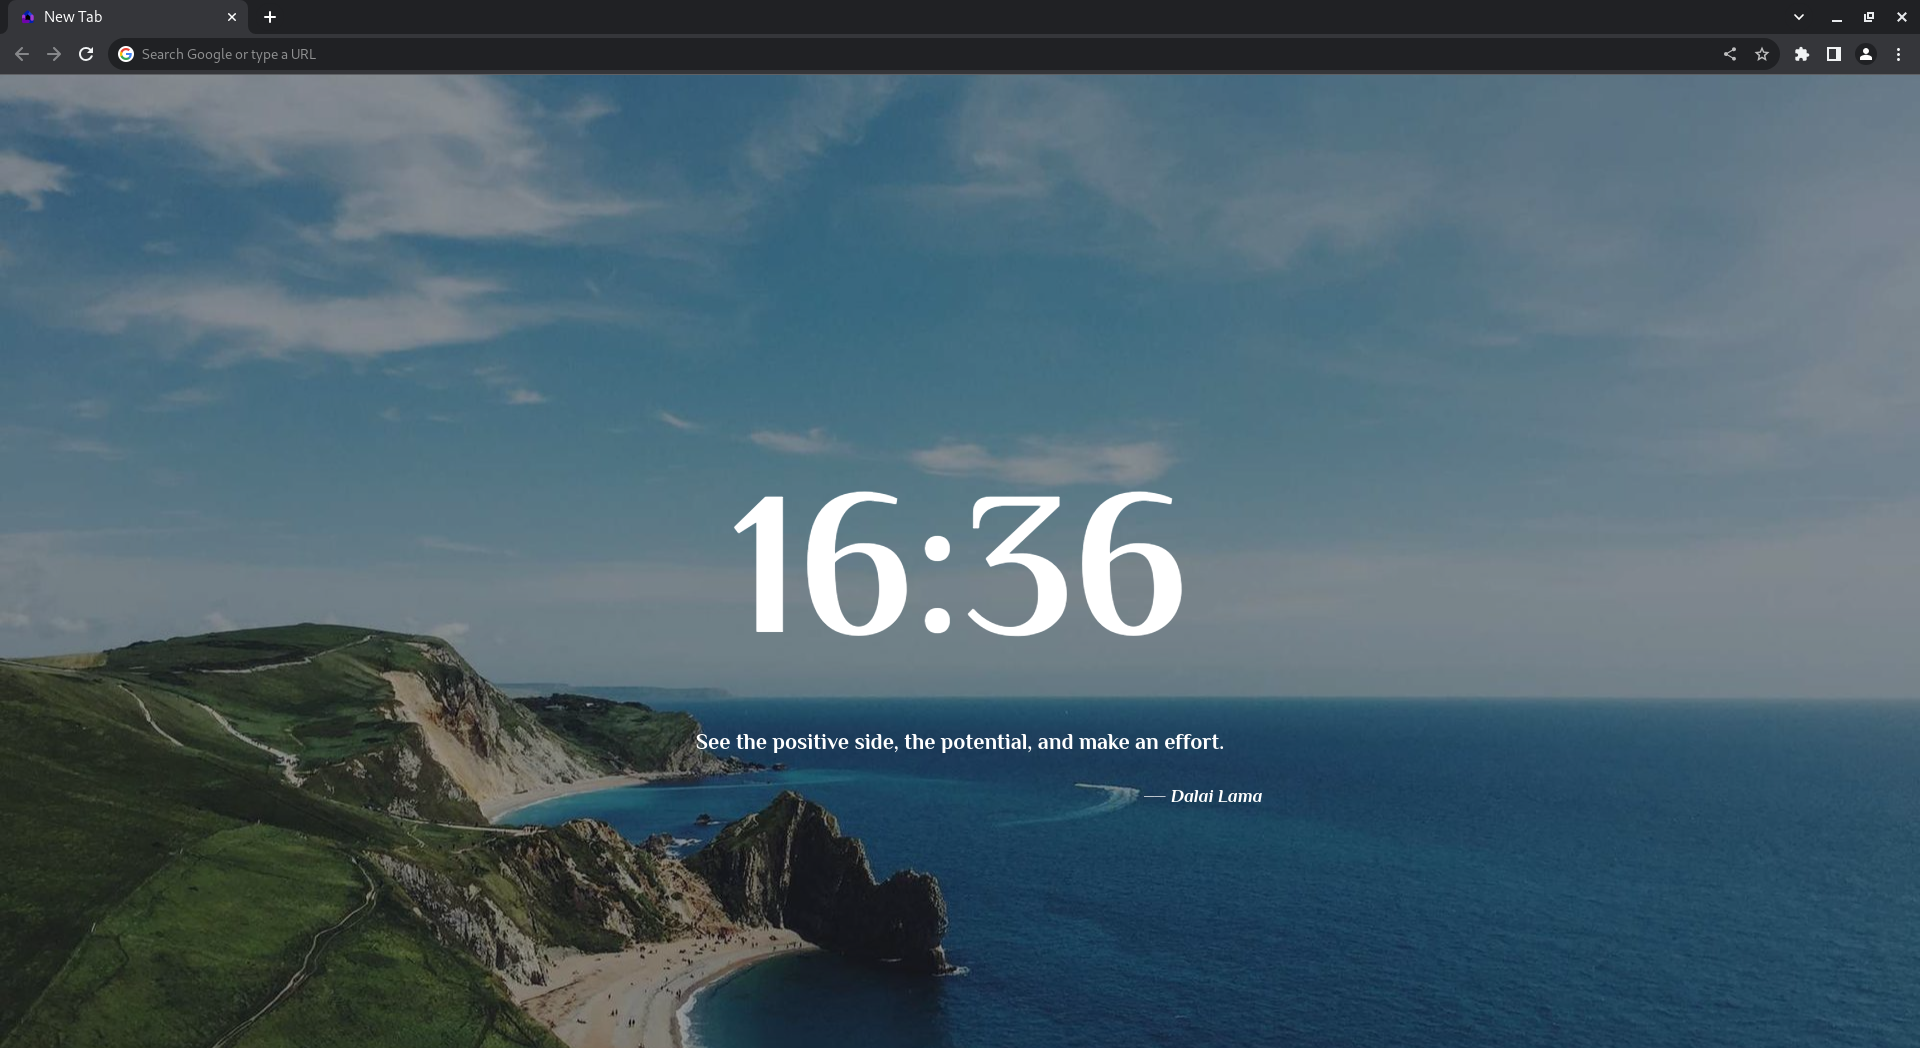 New Tab
Search Google or type a URL
16:36
See the positive side, the potential, and make an effort.
— Dalai Lama